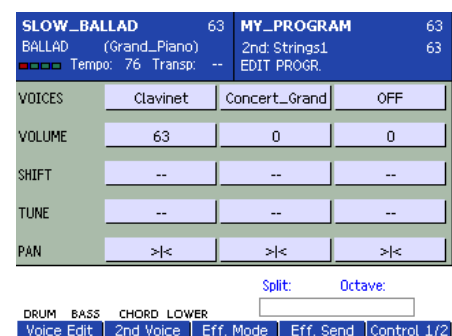 SLOW_BALLAD 63 MY_PROGRAM 63
BALLAD (Grand_Piano) 2nd: Strings1 63
Tempo: 76 Transp: -- EDIT PROGR.
VOICES Clavinet Concert_Grand OFF
VOLUME 63 0 0
SHIFT -- -- --
TUNE -- -- --
PAN >|< >|< >|<
Split: Octave:
DRUM BASS CHORD LOWER
Voice Edit 2nd Voice Eff. Mode Eff. Send Control 1/2